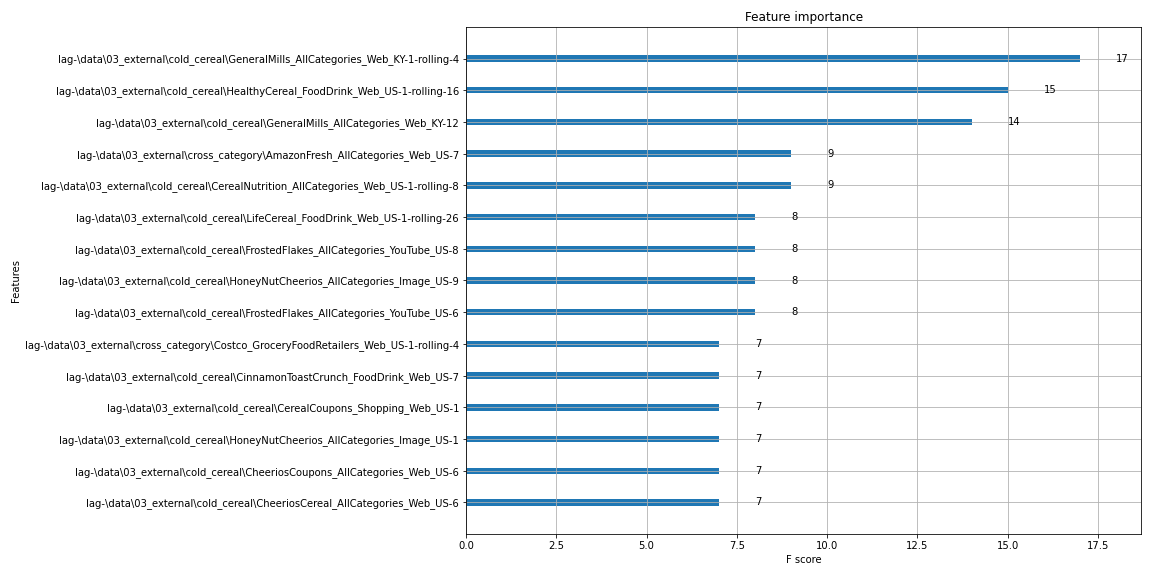 Feature importance
Features
lag-\data\03_external\cold_cereal\GeneralMills_AllCategories_Web_KY-1-rolling-4 17
lag-\data\03_external\cold_cereal\HealthyCereal_FoodDrink_Web_US-1-rolling-16 15
lag-\data\03_external\cold_cereal\GeneralMills_AllCategories_Web_KY-12 14
lag-\data\03_external\cross_category\AmazonFresh_AllCategories_Web_US-7 9
lag-\data\03_external\cold_cereal\CerealNutrition_AllCategories_Web_US-1-rolling-8 9
lag-\data\03_external\cold_cereal\LifeCereal_FoodDrink_Web_US-1-rolling-26 8
lag-\data\03_external\cold_cereal\FrostedFlakes_AllCategories_YouTube_US-8 8
lag-\data\03_external\cold_cereal\HoneyNutCheerios_AllCategories_Image_US-9 8
lag-\data\03_external\cold_cereal\FrostedFlakes_AllCategories_YouTube_US-6 8
lag-\data\03_external\cross_category\Costco_GroceryFoodRetailers_Web_US-1-rolling-4 7
lag-\data\03_external\cold_cereal\CinnamonToastCrunch_FoodDrink_Web_US-7 7
lag-\data\03_external\cold_cereal\CerealCoupons_Shopping_Web_US-1 7
lag-\data\03_external\cold_cereal\HoneyNutCheerios_AllCategories_Image_US-1 7
lag-\data\03_external\cold_cereal\CheeriosCoupons_AllCategories_Web_US-6 7
lag-\data\03_external\cold_cereal\CheeriosCereal_AllCategories_Web_US-6 7
0.0 2.5 5.0 7.5 10.0 12.5 15.0 17.5
F score